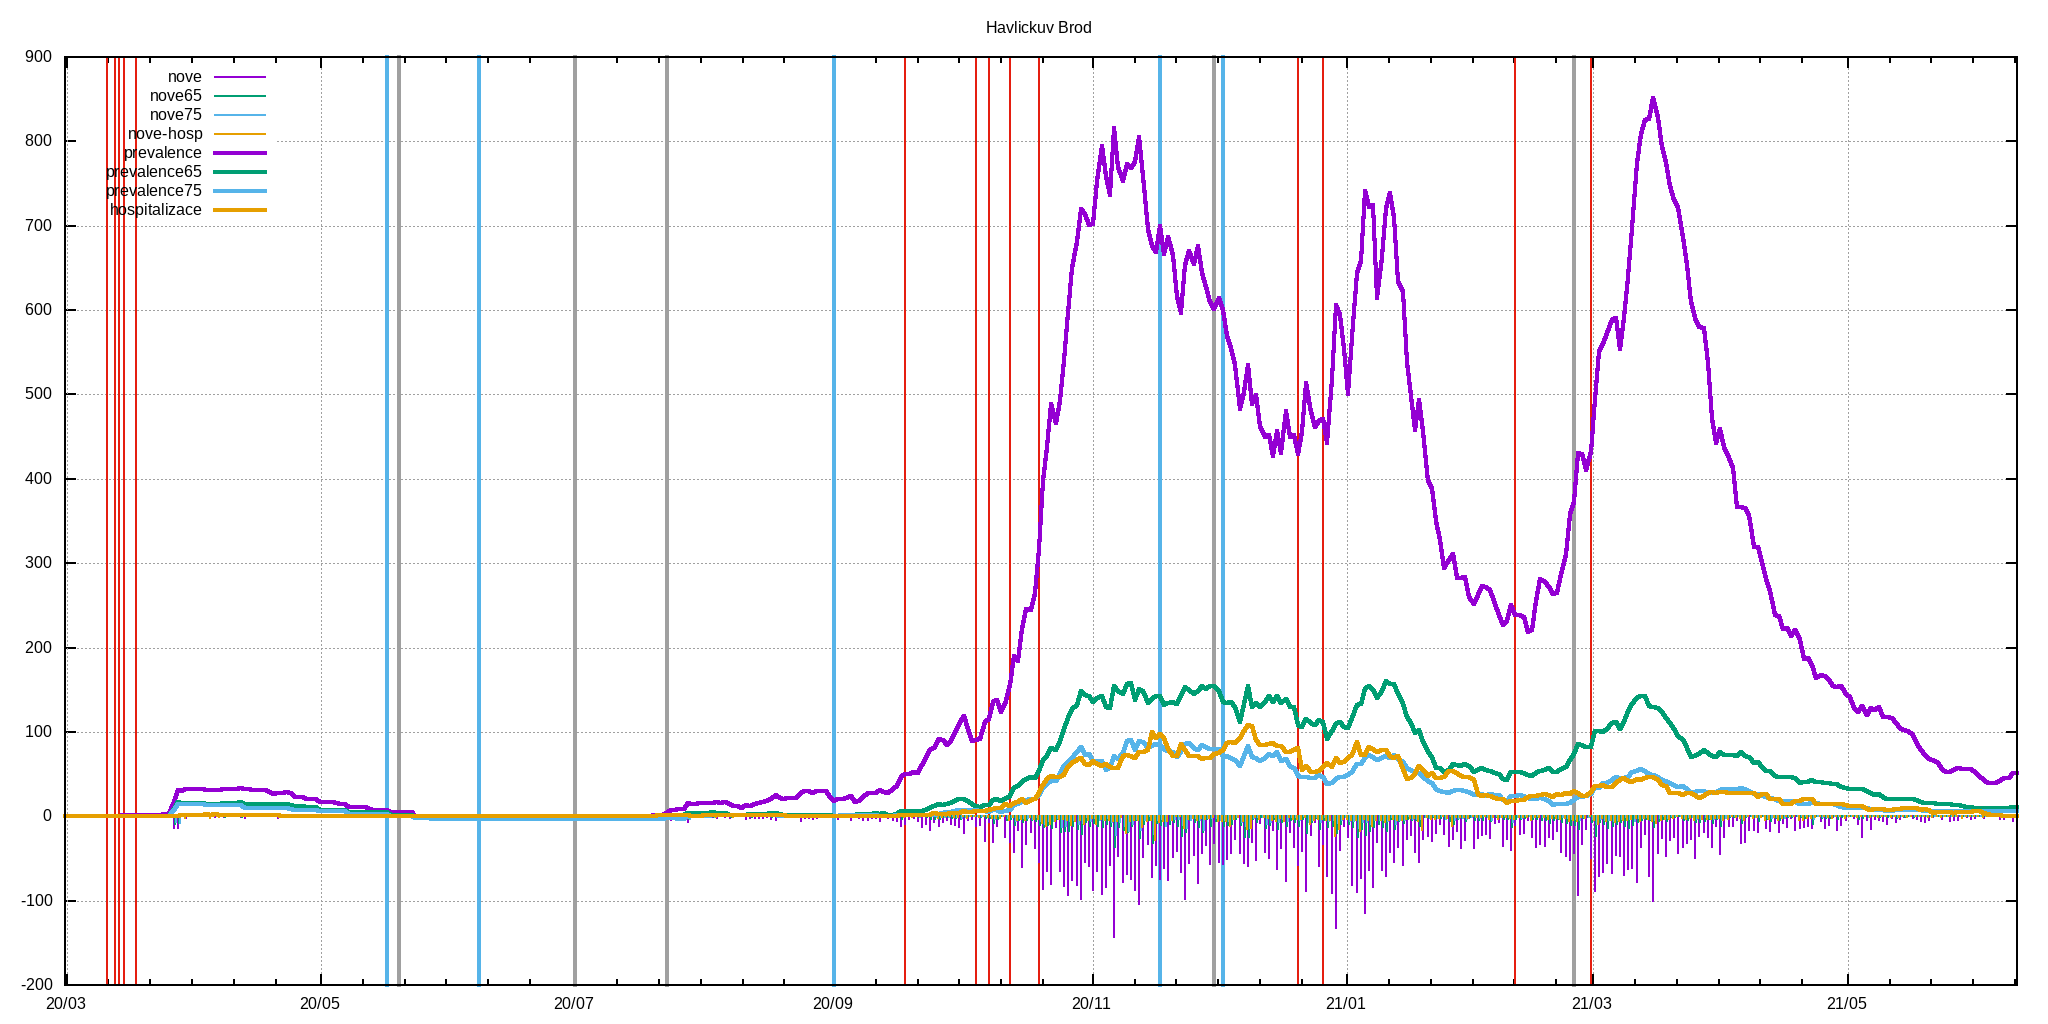 Havlickuv Brod
900
800
700
600
500
400
300
200
100
0
-100
-200
nove
nove65
nove75
nove-hosp
prevalence
prevalence65
prevalence75
hospitalizace
20/03 20/05 20/07 20/09 20/11 21/01 21/03 21/05